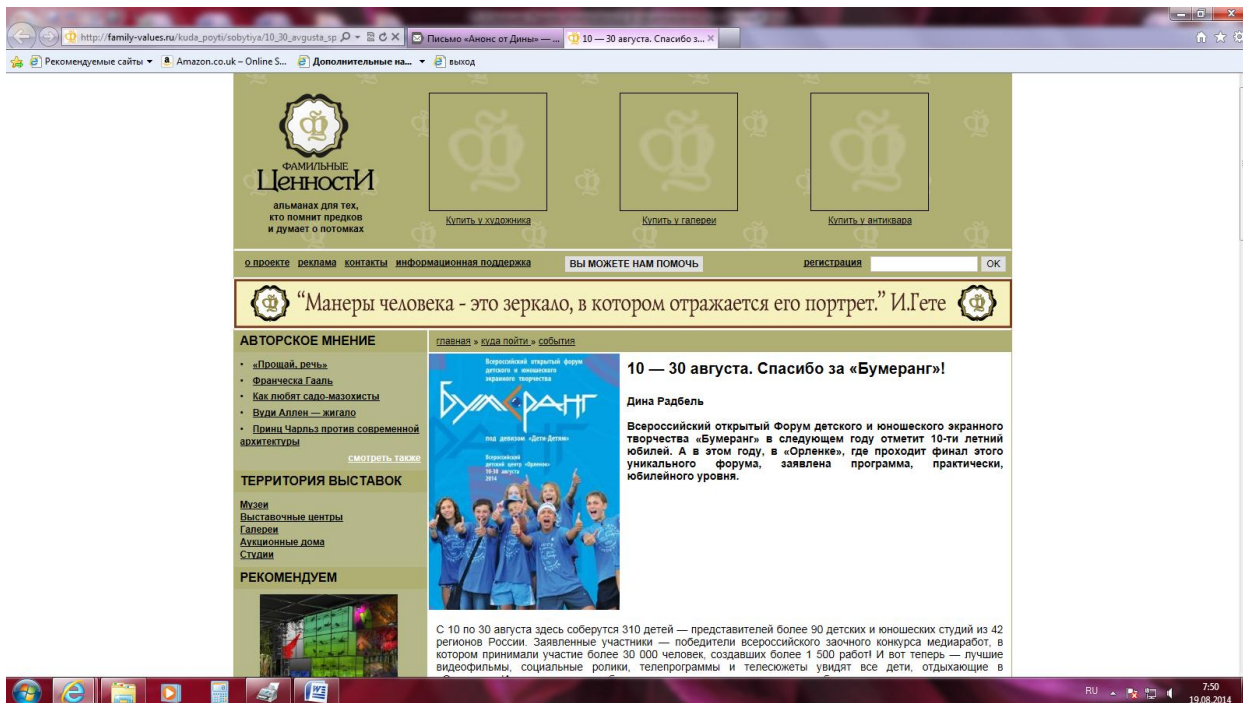 http://family-values.ru/kuda_poyti/sobytiya/10_30_avgusta_sp
Письмо «Анонс от Дины» — ...
10 — 30 августа. Спасибо з...
Рекомендуемые сайты
Amazon.co.uk – Online S...
Дополнительные на...
выход
ФАМИЛЬНЫЕ
ЦенностИ
альманах для тех,
кто помнит предков
и думает о потомках
Купить у художника
Купить у галереи
Купить у антиквара
о проекте реклама контакты информационная поддержка
ВЫ МОЖЕТЕ НАМ ПОМОЧЬ
регистрация
OK
“Манеры человека - это зеркало, в котором отражается его портрет.” И.Гете
АВТОРСКОЕ МНЕНИЕ
• «Прощай, речь»
• Франческа Гааль
• Как любят садо-мазохисты
• Вуди Аллен — жигало
• Принц Чарльз против современной
архитектуры
смотреть также
ТЕРРИТОРИЯ ВЫСТАВОК
Музеи
Выставочные центры
Галереи
Аукционные дома
Студии
РЕКОМЕНДУЕМ
главная » куда пойти » события
Всероссийский открытый форум
детского и юношеского
экранного творчества
БУМЕРАНГ
под девизом «Дети-Детям»
Всероссийский
детский центр «Орленок»
10-30 августа
2014
10 — 30 августа. Спасибо за «Бумеранг»!
Дина Радбель
Всероссийский открытый Форум детского и юношеского экранного
творчества «Бумеранг» в следующем году отметит 10-ти летний
юбилей. А в этом году, в «Орленке», где проходит финал этого
уникального форума, заявлена программа, практически,
юбилейного уровня.
С 10 по 30 августа здесь соберутся 310 детей — представителей более 90 детских и юношеских студий из 42
регионов России. Заявленные участники — победители всероссийского заочного конкурса медиаработ, в
котором принимали участие более 30 000 человек, создавших более 1 500 работ! И вот теперь — лучшие
видеофильмы, социальные ролики, телепрограммы и телесюжеты увидят все дети, отдыхающие в
RU
7:50
19.08.2014